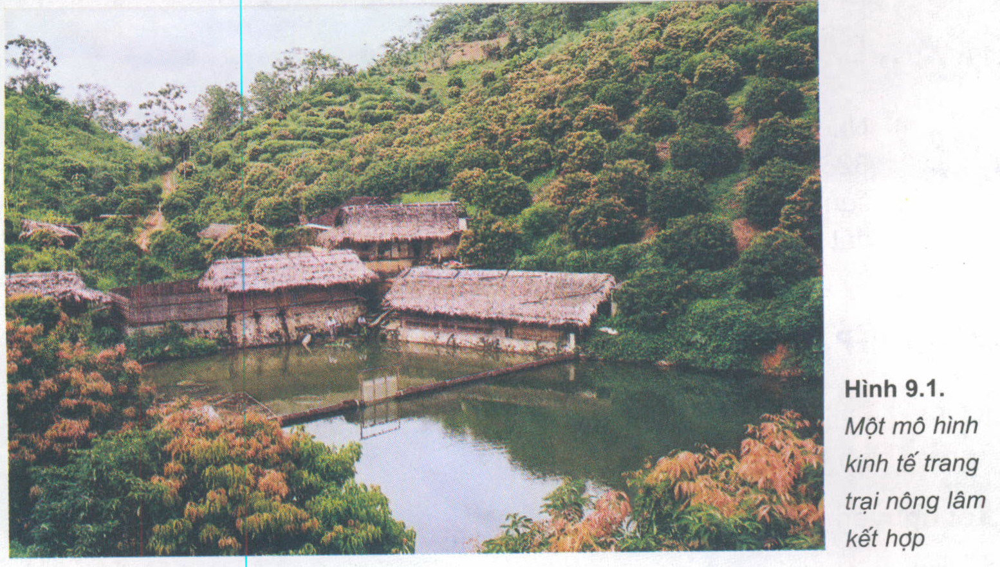 Hình 9.1.
Một mô hình
kinh tế trang
trại nông lâm
kết hợp